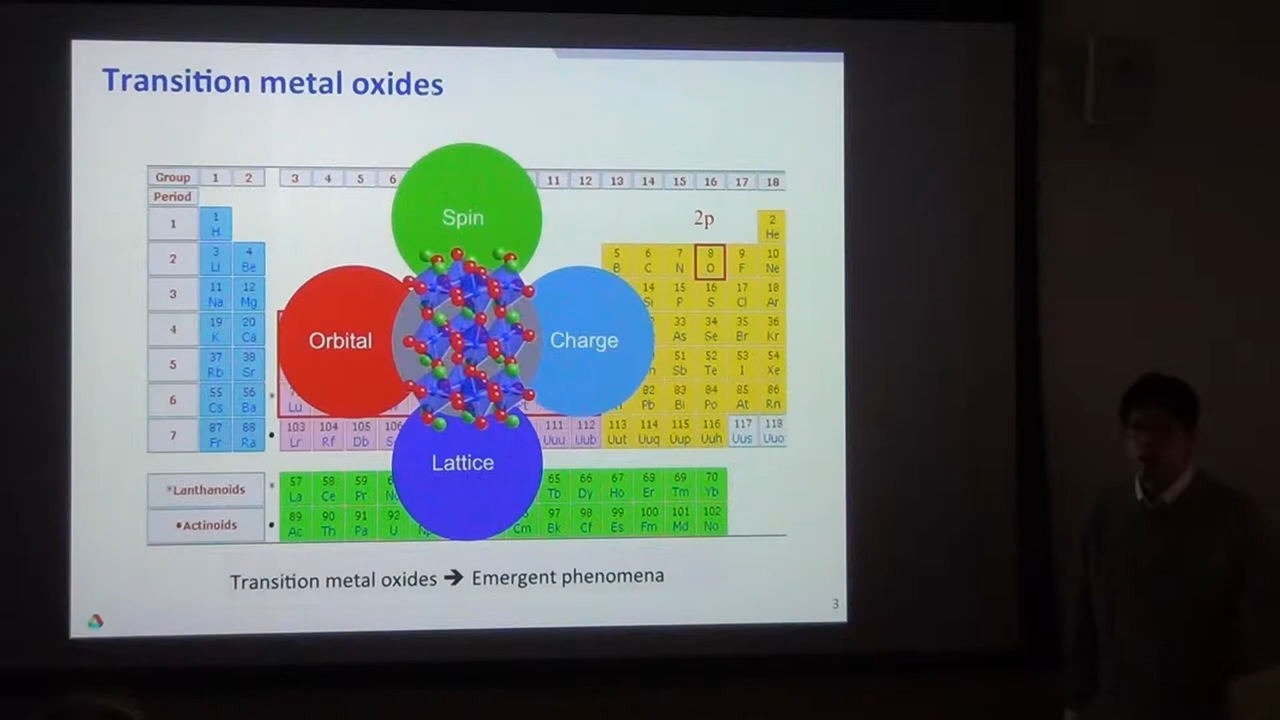 Transition metal oxides
Group 1 2 3 4 5 6 11 12 13 14 15 16 17 18
Period
Spin
2p
1 1 2
H He
2 3 4 5 6 7 8 9 10
Li Be B C N O F Ne
3 11 12 14 15 16 17 18
Na Mg Si P S Cl Ar
4 19 20 33 34 35 36
K Ca As Se Br Kr
Orbital Charge
5 37 38 51 52 53 54
Rb Sr Sb Te I Xe
6 55 56 * 82 83 84 85 86
Cs Ba Lu Pb Bi Po At Rn
7 87 88 • 103 104 105 106 111 112 113 114 115 116 117 118
Fr Ra Lr Rf Db Uuu Uub Uut Uuq Uup Uuh Uus Uuo
Lattice
*Lanthanoids * 57 58 59 65 66 67 68 69 70
La Ce Pr Tb Dy Ho Er Tm Yb
•Actinoids • 89 90 91 92 97 98 99 100 101 102
Ac Th Pa U Cm Bk Cf Es Fm Md No
Transition metal oxides ➔ Emergent phenomena
3